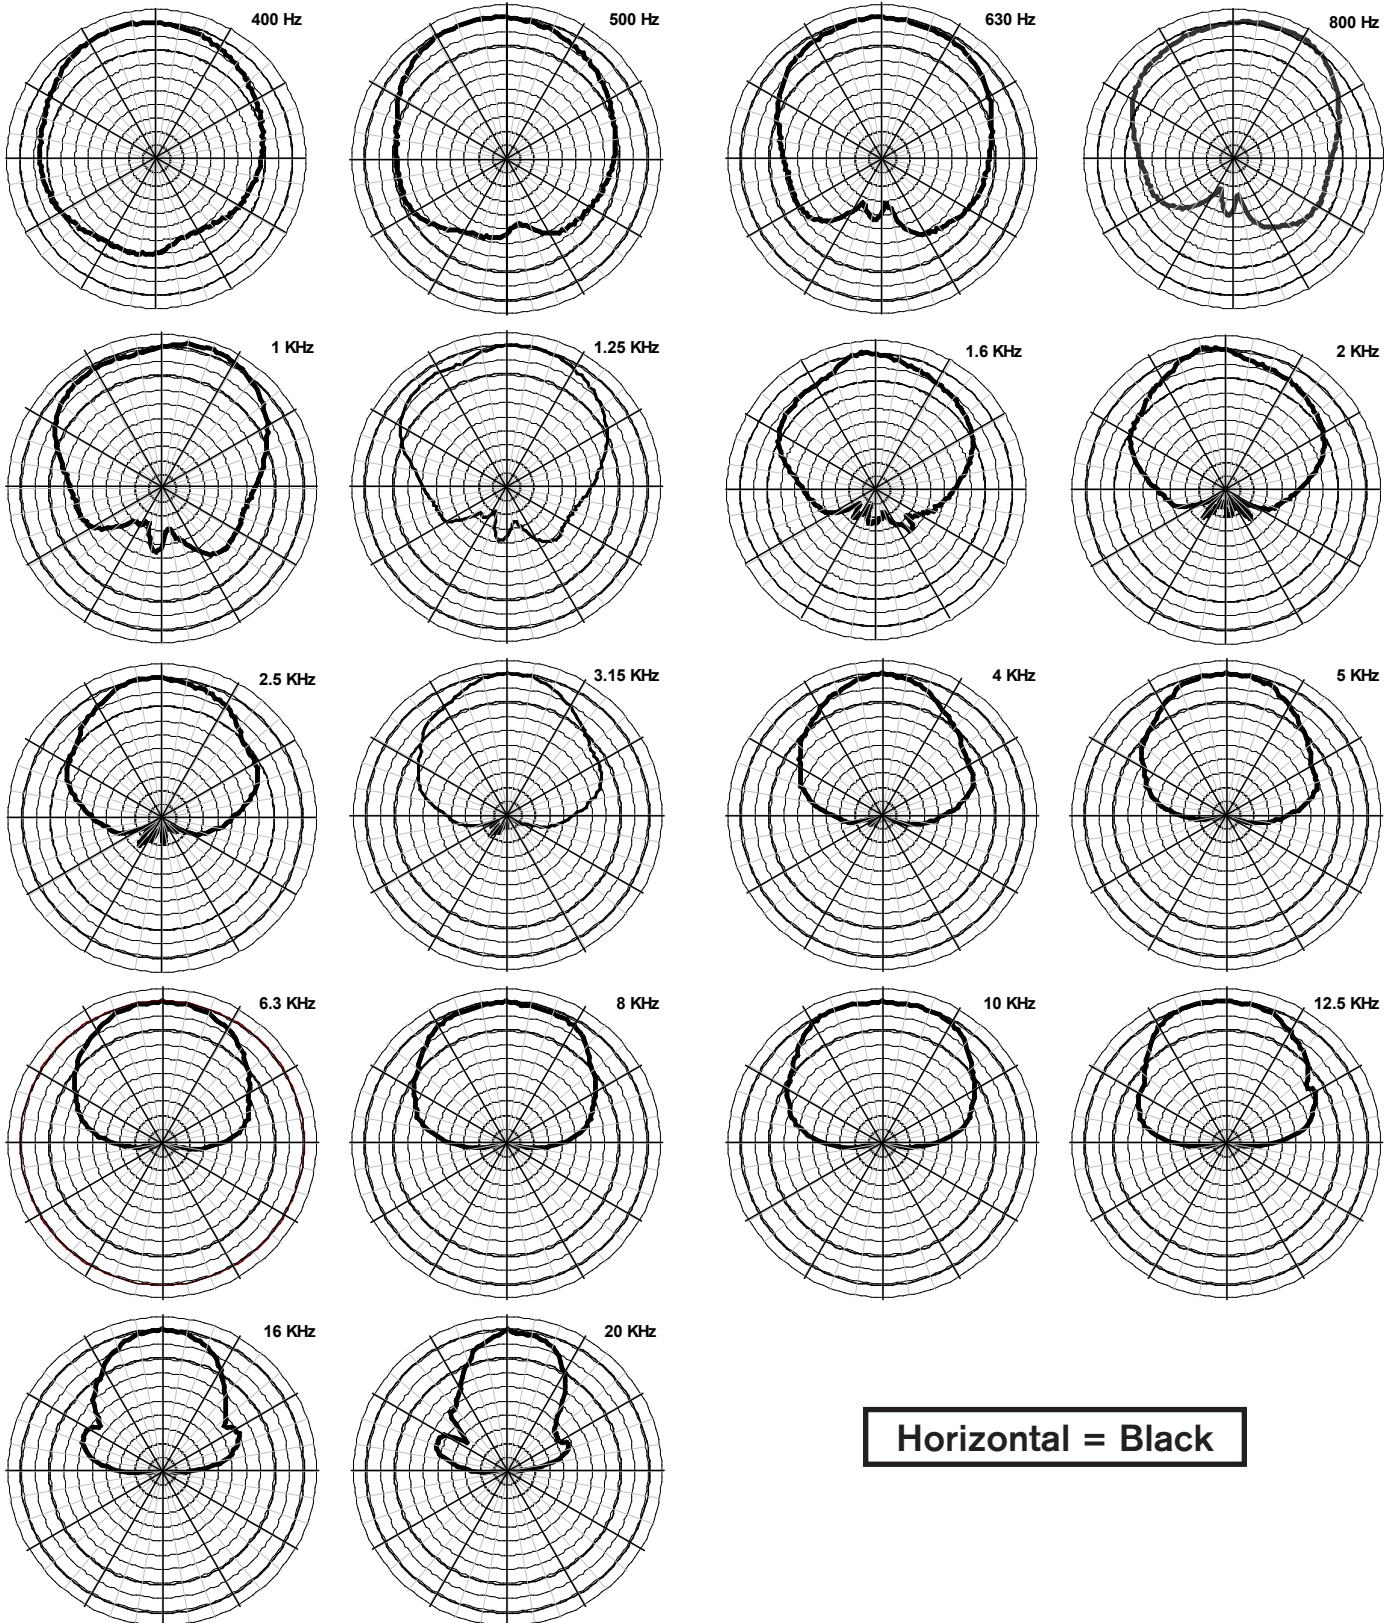 400 Hz
500 Hz
630 Hz
800 Hz
1 KHz
1.25 KHz
1.6 KHz
2 KHz
2.5 KHz
3.15 KHz
4 KHz
5 KHz
6.3 KHz
8 KHz
10 KHz
12.5 KHz
16 KHz
20 KHz
Horizontal = Black